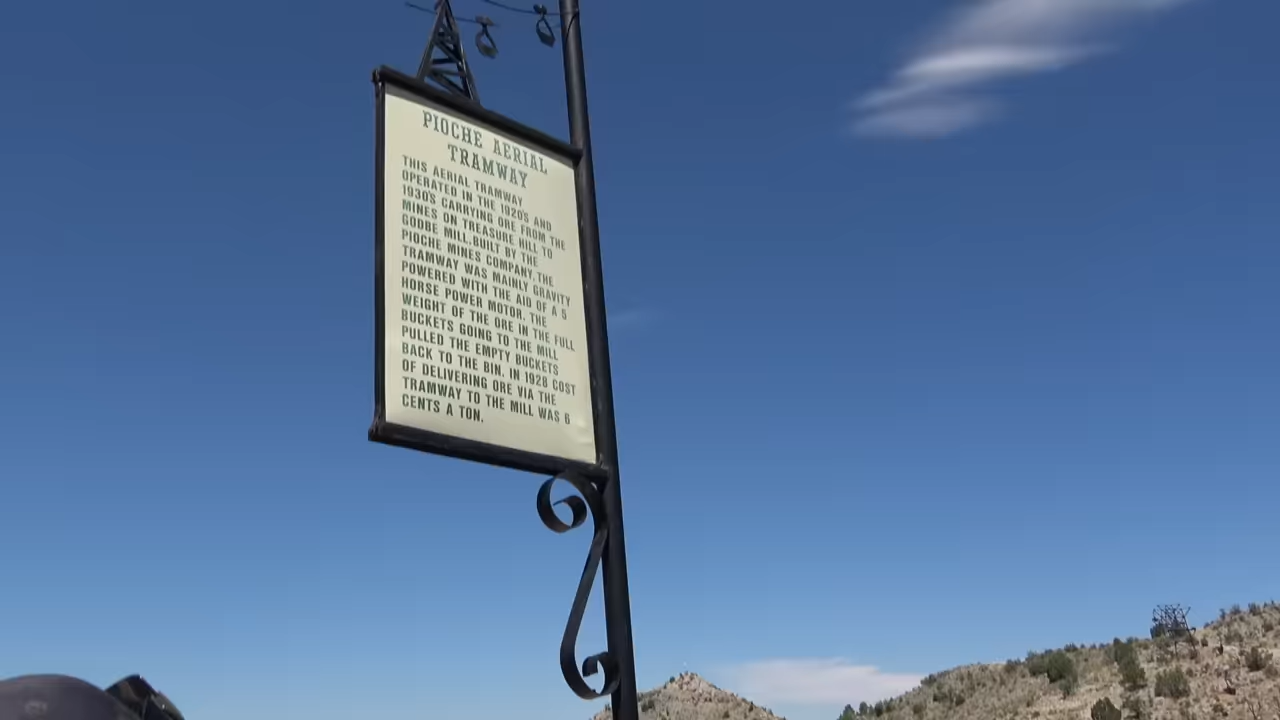 PIOCHE AERIAL
TRAMWAY
THIS AERIAL TRAMWAY
OPERATED IN THE 1920'S AND
1930'S CARRYING ORE FROM THE
MINES ON TREASURE HILL TO
GODBE MILL. BUILT BY THE
PIOCHE MINES COMPANY, THE
TRAMWAY WAS MAINLY GRAVITY
POWERED WITH THE AID OF A 5
HORSE POWER MOTOR. THE
WEIGHT OF THE ORE IN THE FULL
BUCKETS GOING TO THE MILL
PULLED THE EMPTY BUCKETS
BACK TO THE BIN. IN 1928 COST
OF DELIVERING ORE VIA THE
TRAMWAY TO THE MILL WAS 6
CENTS A TON.